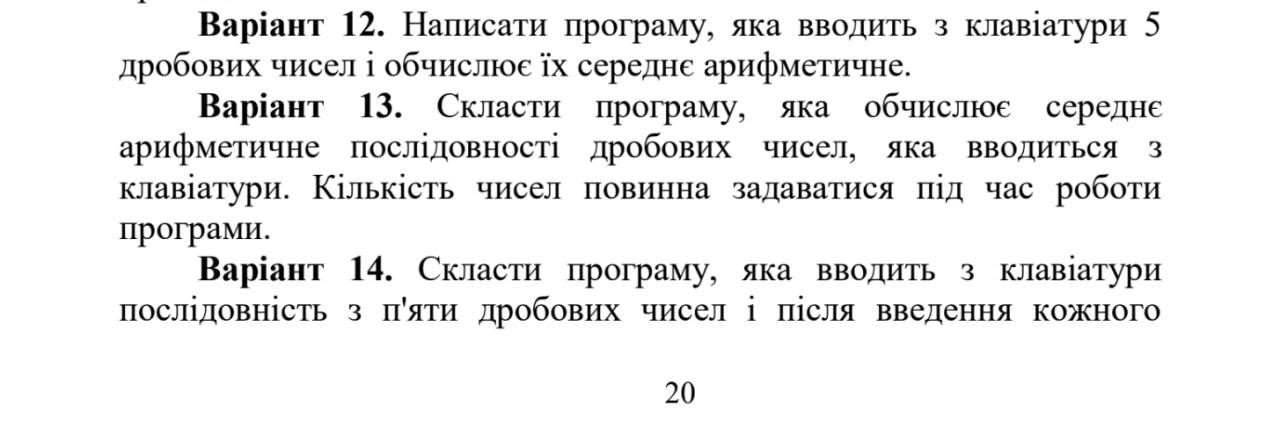 Варіант 12. Написати програму, яка вводить з клавіатури 5
дробових чисел і обчислює їх середнє арифметичне.
Варіант 13. Скласти програму, яка обчислює середнє
арифметичне послідовності дробових чисел, яка вводиться з
клавіатури. Кількість чисел повинна задаватися під час роботи
програми.
Варіант 14. Скласти програму, яка вводить з клавіатури
послідовність з п'яти дробових чисел і після введення кожного
20